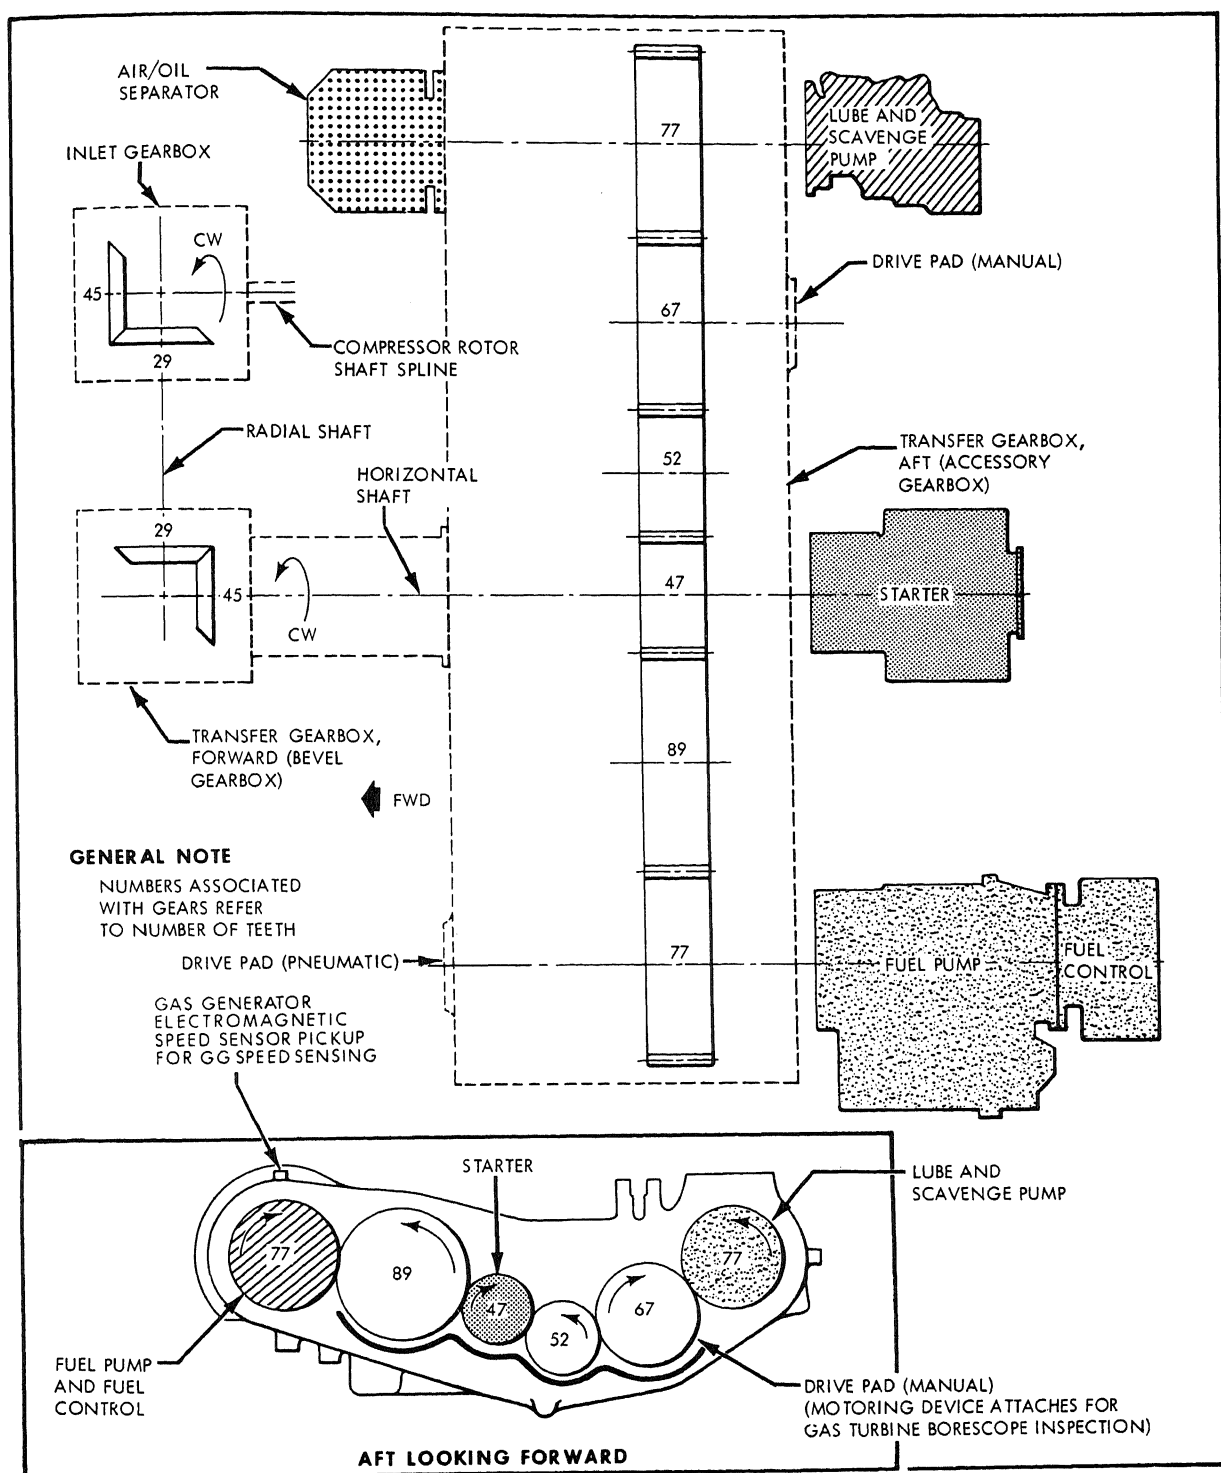 AIR/OIL
SEPARATOR
77
LUBE AND
SCAVENGE
PUMP
INLET GEARBOX
CW
45
29
DRIVE PAD (MANUAL)
67
COMPRESSOR ROTOR
SHAFT SPLINE
RADIAL SHAFT
HORIZONTAL
SHAFT
52
TRANSFER GEARBOX,
AFT (ACCESSORY
GEARBOX)
29
45
CW
47
STARTER
TRANSFER GEARBOX,
FORWARD (BEVEL
GEARBOX)
89
FWD
GENERAL NOTE
NUMBERS ASSOCIATED
WITH GEARS REFER
TO NUMBER OF TEETH
DRIVE PAD (PNEUMATIC)
77
FUEL PUMP
FUEL
CONTROL
GAS GENERATOR
ELECTROMAGNETIC
SPEED SENSOR PICKUP
FOR GG SPEED SENSING
STARTER
LUBE AND
SCAVENGE PUMP
77
89
47
52
67
77
FUEL PUMP
AND FUEL
CONTROL
DRIVE PAD (MANUAL)
(MOTORING DEVICE ATTACHES FOR
GAS TURBINE BORESCOPE INSPECTION)
AFT LOOKING FORWARD